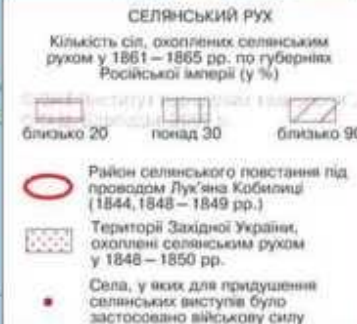 СЕЛЯНСЬКИЙ РУХ
Кількість сіл, охоплених селянським
рухом у 1861–1865 рр. по губерніях
Російської імперії (у %)
близько 20 понад 30 близько 90
Район селянського повстання під
проводом Лук'яна Кобилиці
(1844, 1848–1849 рр.)
Території Західної України,
охоплені селянським рухом
у 1848–1850 рр.
Села, у яких для придушення
селянських виступів було
застосовано військову силу